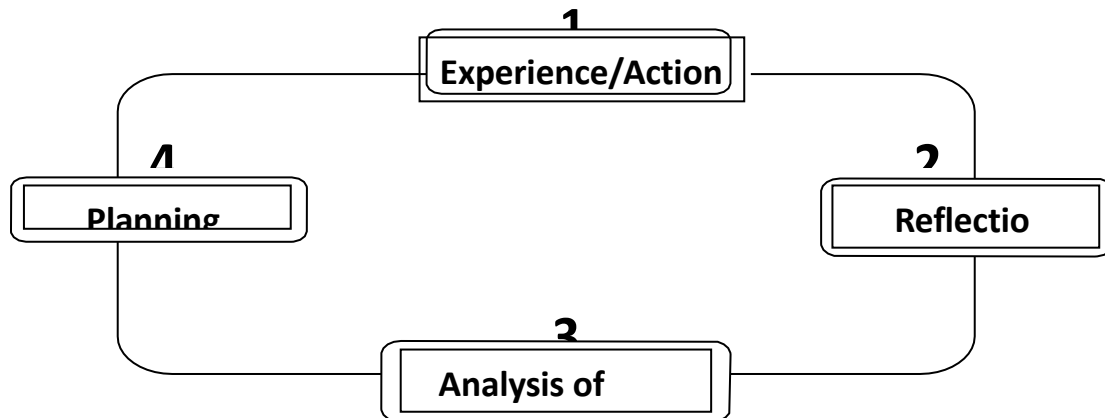 1
Experience/Action
4
2
Planning
Reflectio
3
Analysis of